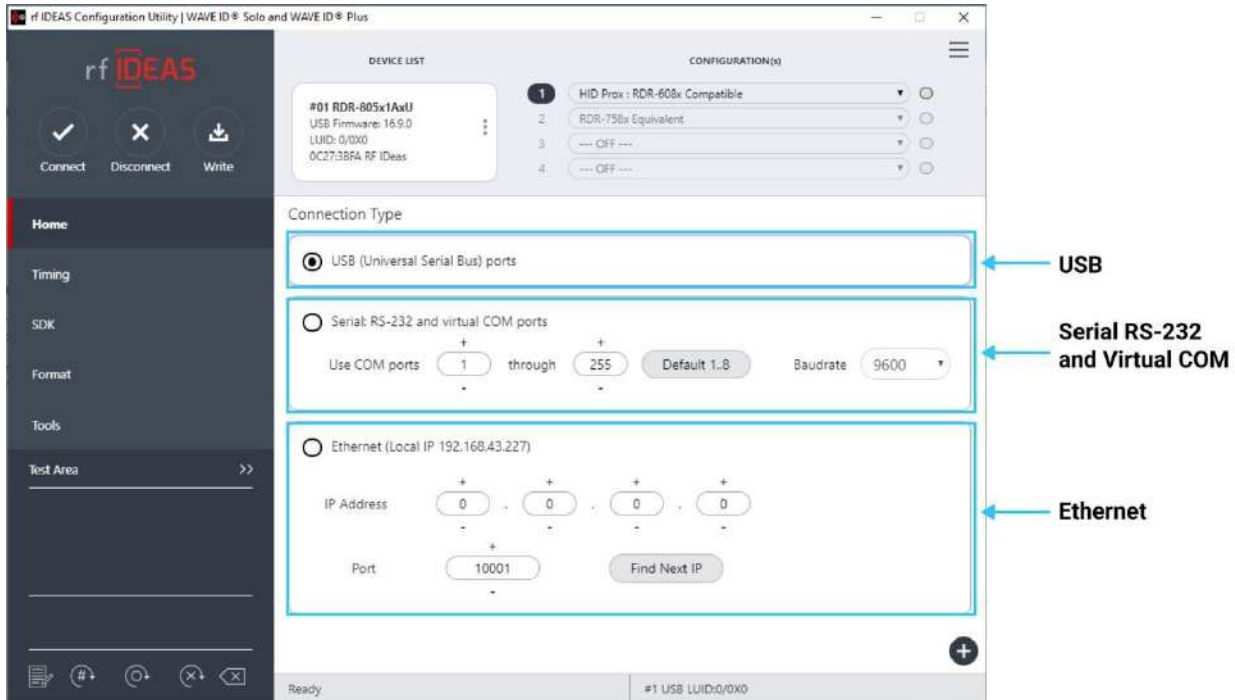 rf IDEAS Configuration Utility | WAVE ID® Solo and WAVE ID® Plus
rf IDEAS
Connect Disconnect Write
Home
Timing
SDK
Format
Tools
Test Area >>
DEVICE LIST
#01 RDR-805x1AxU
USB Firmware: 16.9.0
LUID: 0/0X0
0C27:3BFA RF IDeas
CONFIGURATION(s)
1 HID Prox : RDR-608x Compatible
2 RDR-758x Equivalent
3 --- OFF ---
4 --- OFF ---
Connection Type
USB (Universial Serial Bus) ports
Serial: RS-232 and virtual COM ports
+ +
Use COM ports 1 through 255 Default 1..8 Baudrate 9600
- -
Ethernet (Local IP 192.168.43.227)
+ + + +
IP Address 0 . 0 . 0 . 0
- - - -
+
Port 10001 Find Next IP
-
Ready #1 USB LUID:0/0X0
USB
Serial RS-232
and Virtual COM
Ethernet